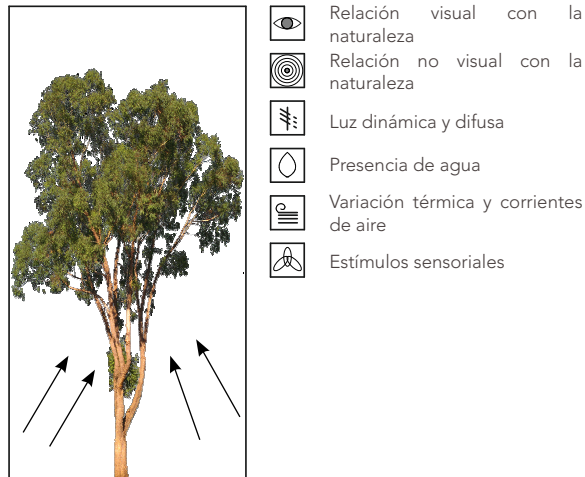 Relación visual con la
naturaleza
Relación no visual con la
naturaleza
Luz dinámica y difusa
Presencia de agua
Variación térmica y corrientes
de aire
Estímulos sensoriales